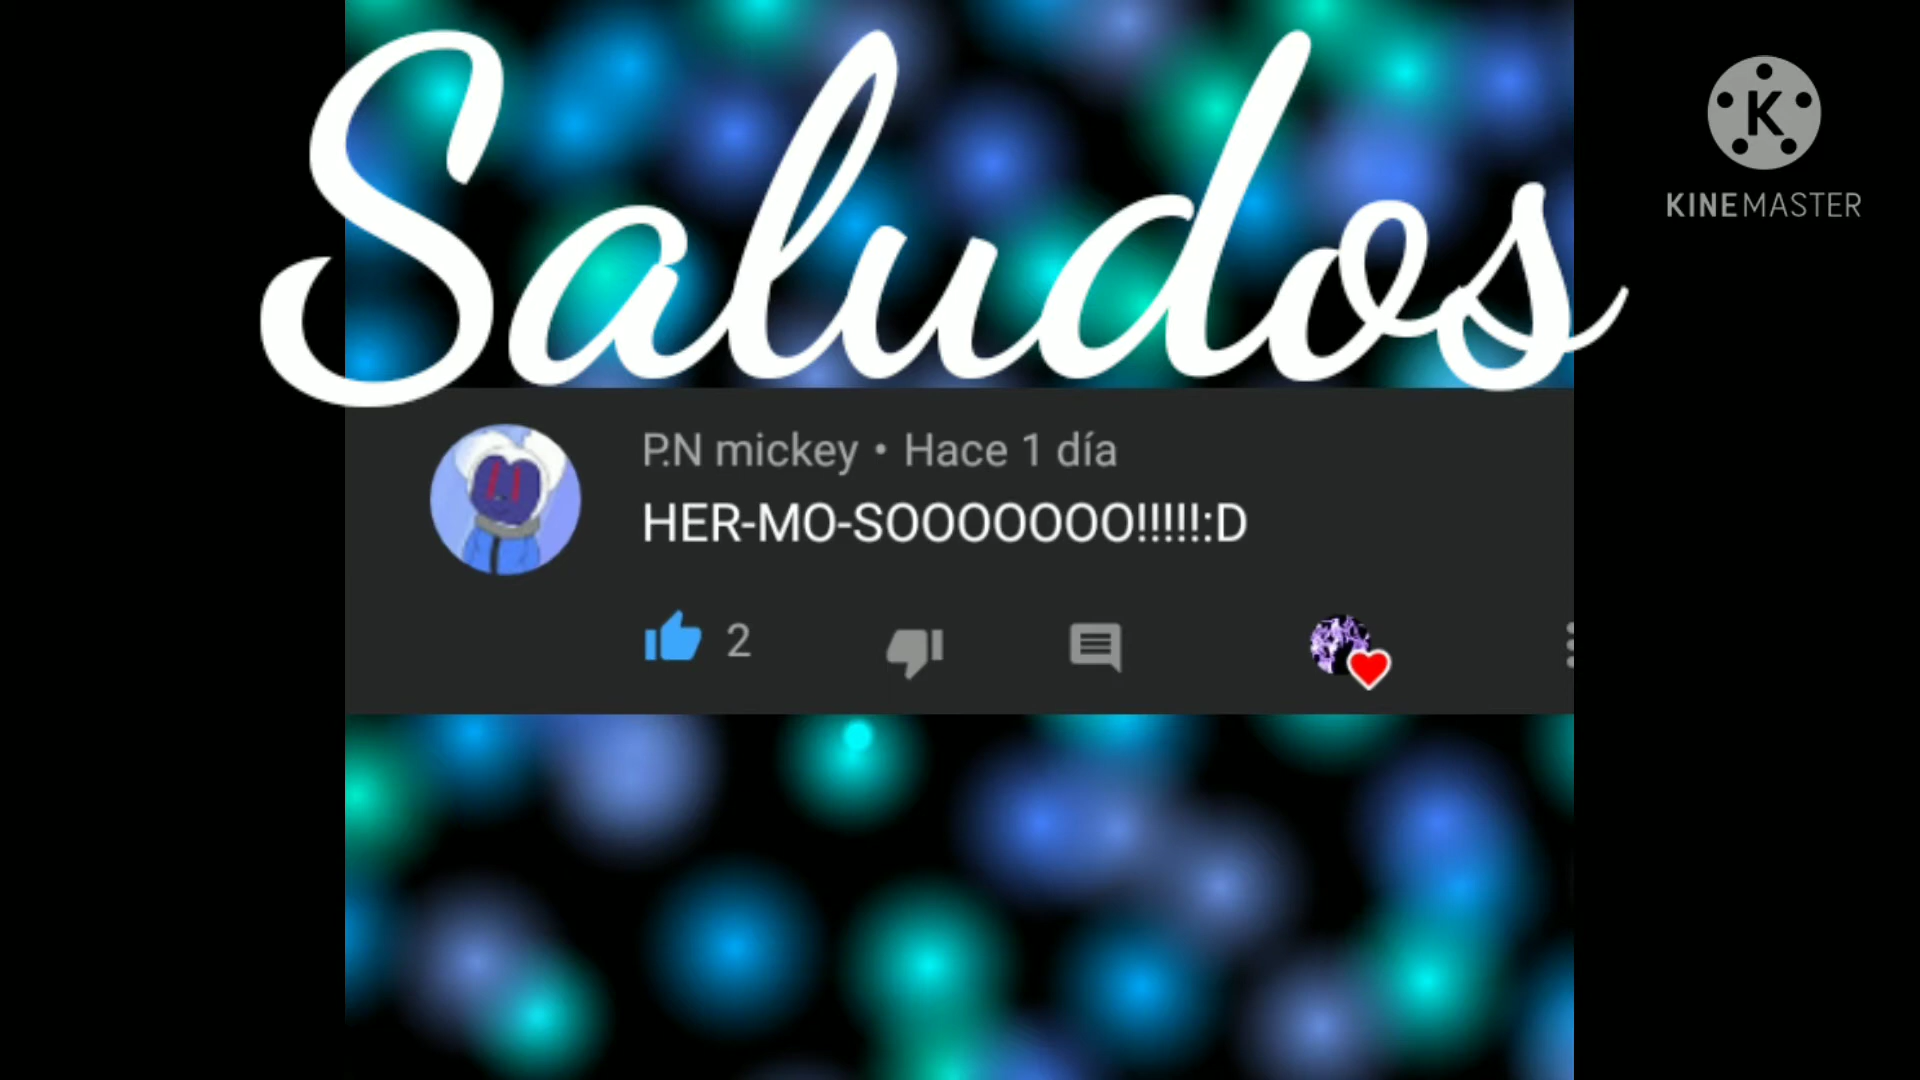 Saludos
K
KINEMASTER
P.N mickey • Hace 1 día
HER-MO-SOOOOOOO!!!!!:D
2